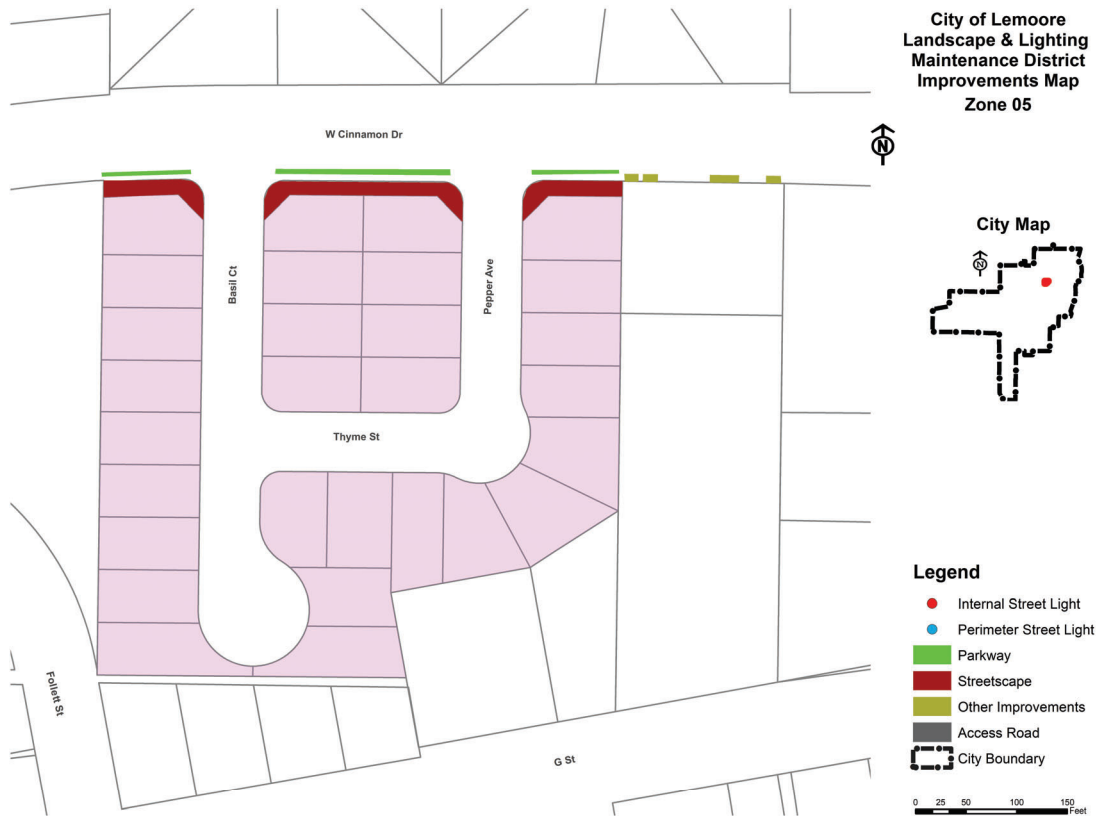 City of Lemoore
Landscape & Lighting
Maintenance District
Improvements Map
Zone 05
W Cinnamon Dr
N
City Map
N
Basil Ct
Pepper Ave
Thyme St
Legend
Internal Street Light
Perimeter Street Light
Parkway
Streetscape
Other Improvements
Access Road
City Boundary
Follett St
G St
0 25 50 100 150
Feet